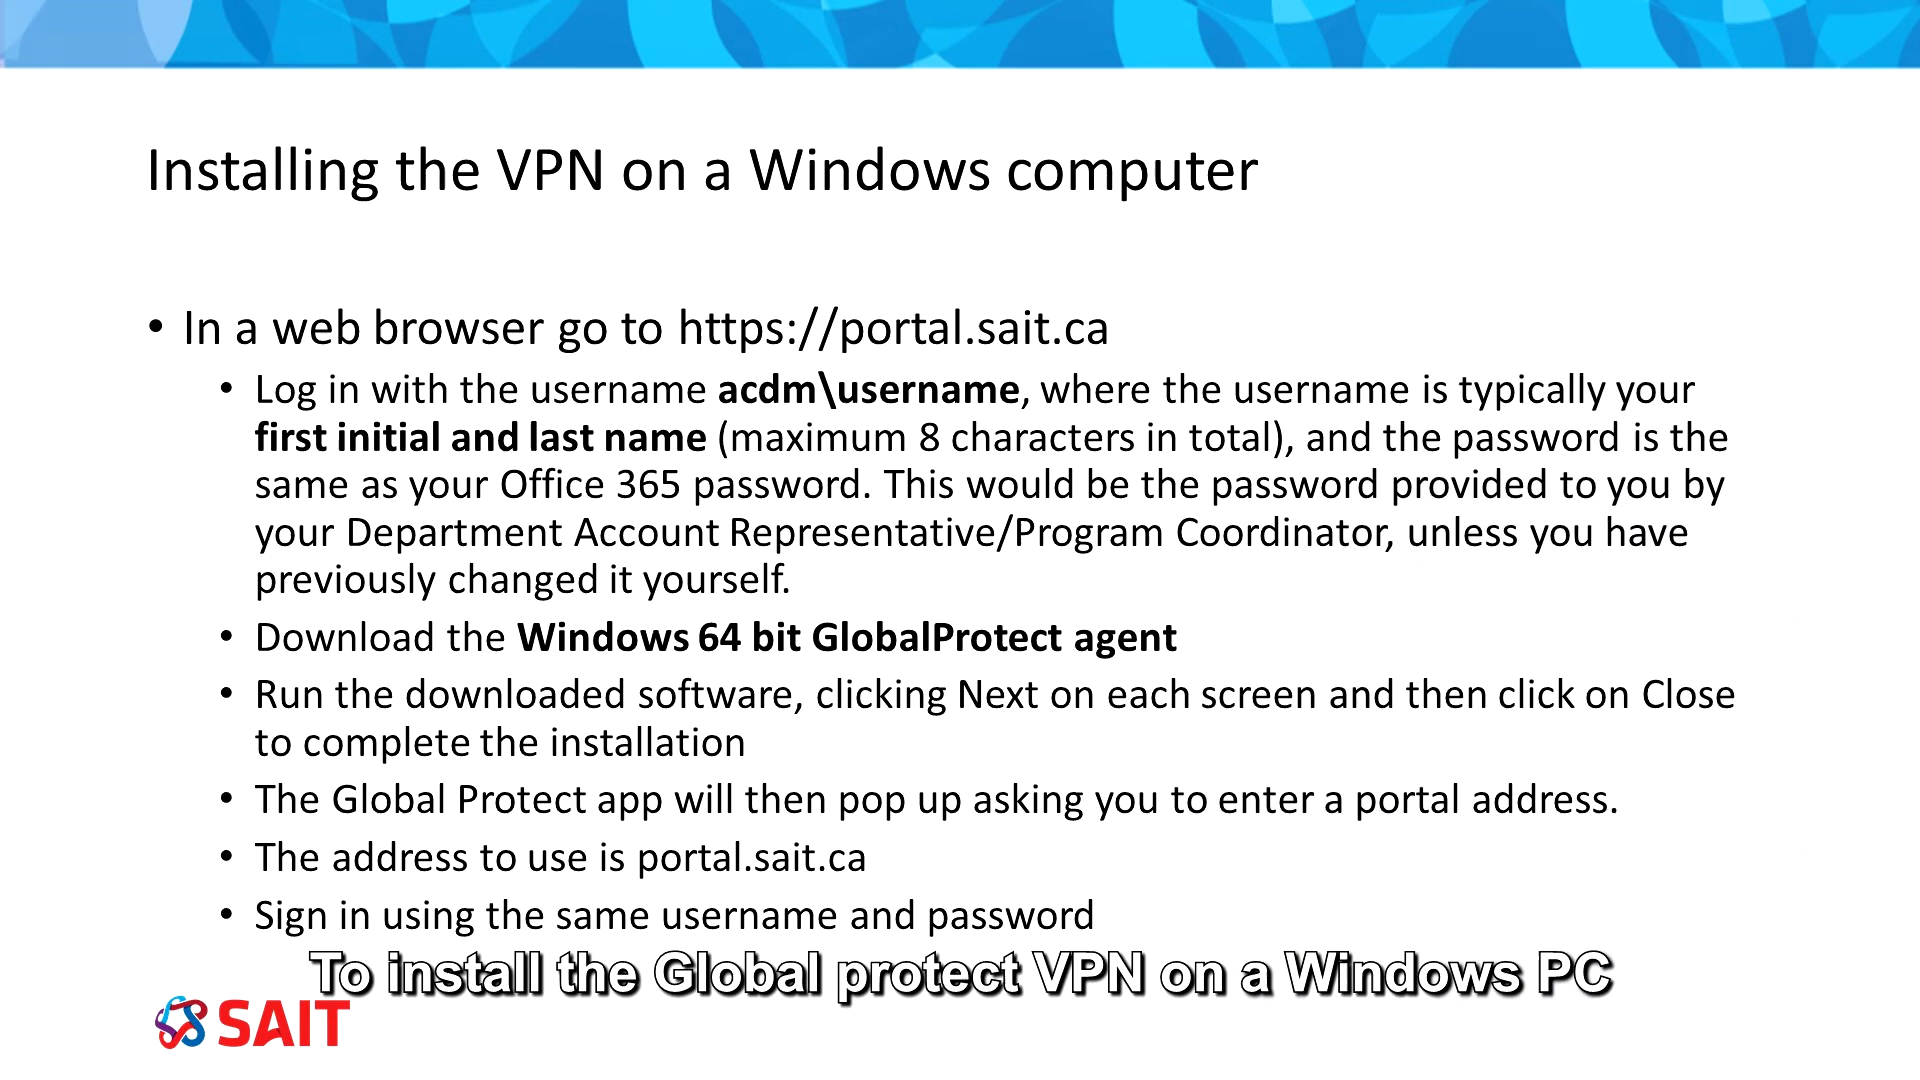 Installing the VPN on a Windows computer
• In a web browser go to https://portal.sait.ca
• Log in with the username acdm\username, where the username is typically your
first initial and last name (maximum 8 characters in total), and the password is the
same as your Office 365 password. This would be the password provided to you by
your Department Account Representative/Program Coordinator, unless you have
previously changed it yourself.
• Download the Windows 64 bit GlobalProtect agent
• Run the downloaded software, clicking Next on each screen and then click on Close
to complete the installation
• The Global Protect app will then pop up asking you to enter a portal address.
• The address to use is portal.sait.ca
• Sign in using the same username and password
To install the Global protect VPN on a Windows PC
SAIT